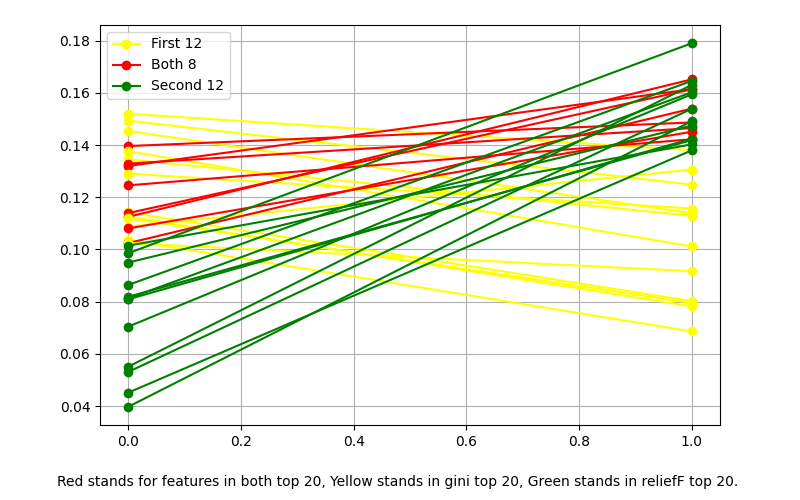 First 12
Both 8
Second 12
0.18
0.16
0.14
0.12
0.10
0.08
0.06
0.04
0.0 0.2 0.4 0.6 0.8 1.0
Red stands for features in both top 20, Yellow stands in gini top 20, Green stands in reliefF top 20.